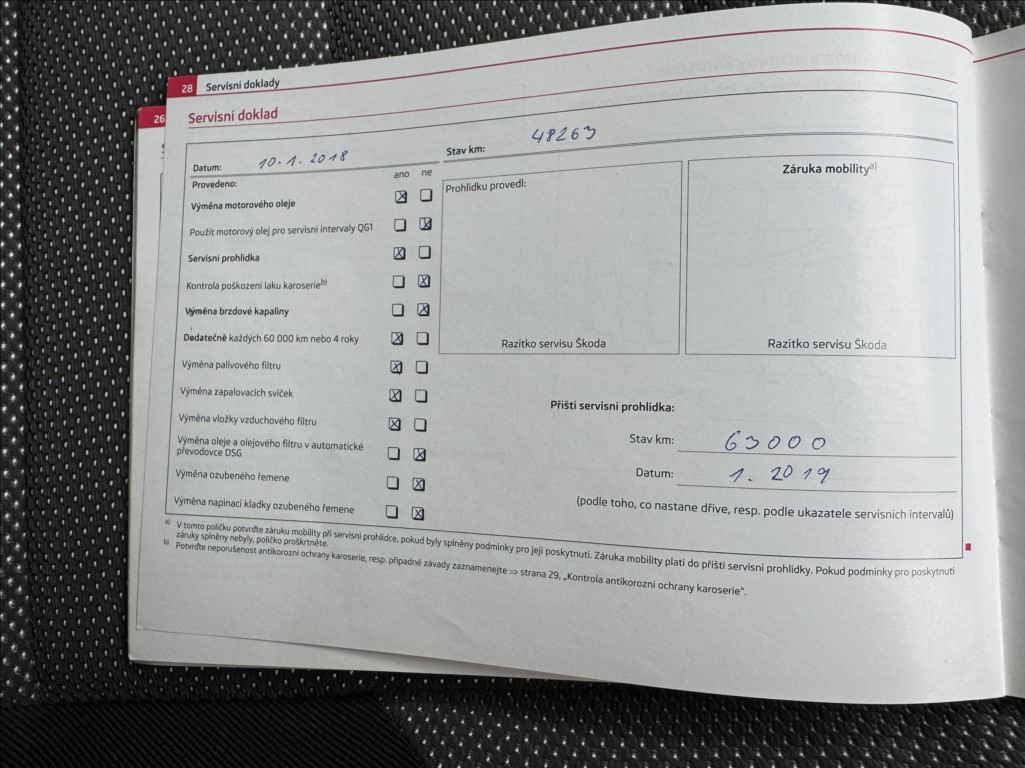 28 Servisní doklady
26
Servisní doklad
Datum: 10.1.2018
Stav km: 48263
Provedeno:
ano ne
Výměna motorového oleje
Použit motorový olej pro servisní intervaly QG1
Servisní prohlídka
Kontrola poškození laku karoserie b)
Výměna brzdové kapaliny
Dodatečně každých 60 000 km nebo 4 roky
Výměna palivového filtru
Výměna zapalovacích svíček
Výměna vložky vzduchového filtru
Výměna oleje a olejového filtru v automatické
převodovce DSG
Výměna ozubeného řemene
Výměna napínací kladky ozubeného řemene
Prohlídku provedl:
Razítko servisu Škoda
Záruka mobility a)
Razítko servisu Škoda
Příští servisní prohlídka:
Stav km: 63000
Datum: 1. 2019
(podle toho, co nastane dříve, resp. podle ukazatele servisních intervalů)
a) V tomto políčku potvrďte záruku mobility při servisní prohlídce, pokud byly splněny podmínky pro její poskytnutí. Záruka mobility platí do příští servisní prohlídky. Pokud podmínky pro poskytnutí
záruky splněny nebyly, políčko proškrtněte.
b) Potvrďte neporušenost antikorozní ochrany karoserie, resp. případné závady zaznamenejte ⇒ strana 29, „Kontrola antikorozní ochrany karoserie“.